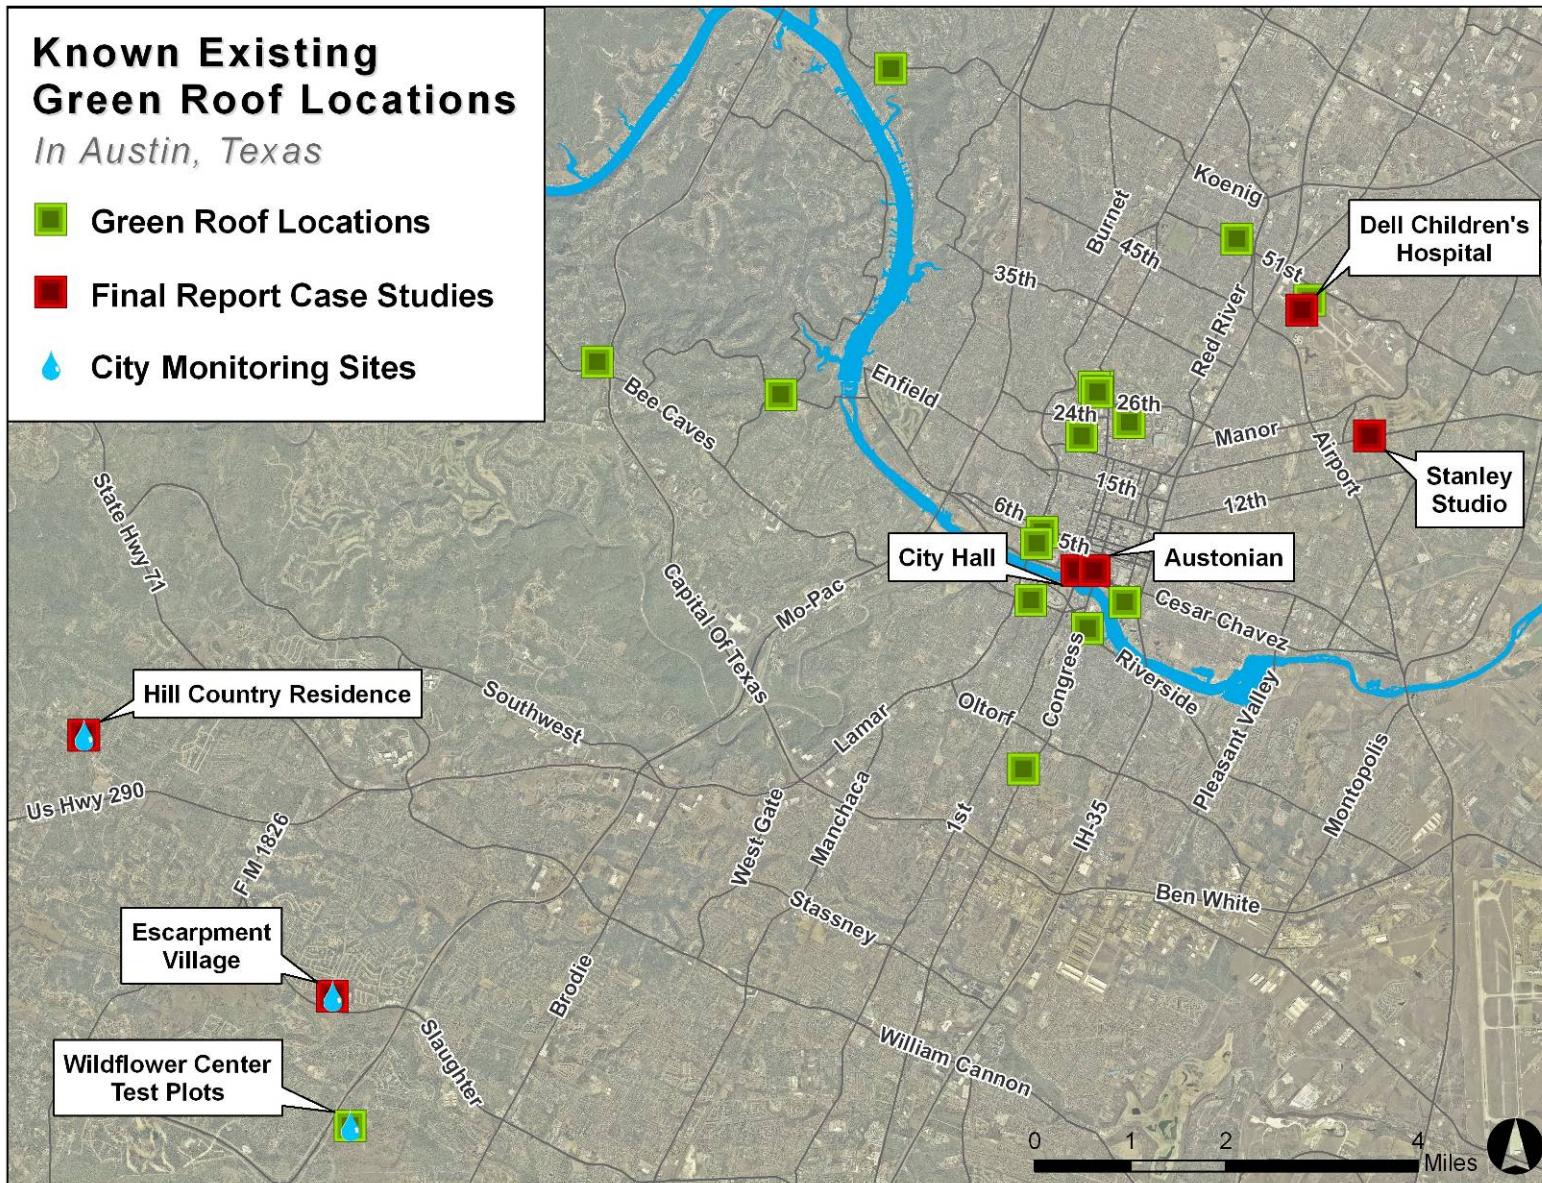 Known Existing
Green Roof Locations
In Austin, Texas
Green Roof Locations
Final Report Case Studies
City Monitoring Sites
Koenig
Dell Children's
Hospital
Burnet
45th
51st
35th
Red River
Enfield
Bee Caves
24th
26th
Manor
Airport
Stanley
Studio
State Hwy 71
15th
12th
6th
5th
City Hall
Austonian
Capital Of Texas
Mo-Pac
Cesar Chavez
Hill Country Residence
Southwest
Lamar
Oltorf
Congress
Riverside
Pleasant Valley
Montopolis
Us Hwy 290
F M 1826
West Gate
Manchaca
1st
IH-35
Ben White
Stassney
Escarpment
Village
Brodie
Slaughter
William Cannon
Wildflower Center
Test Plots
0 1 2 4
Miles